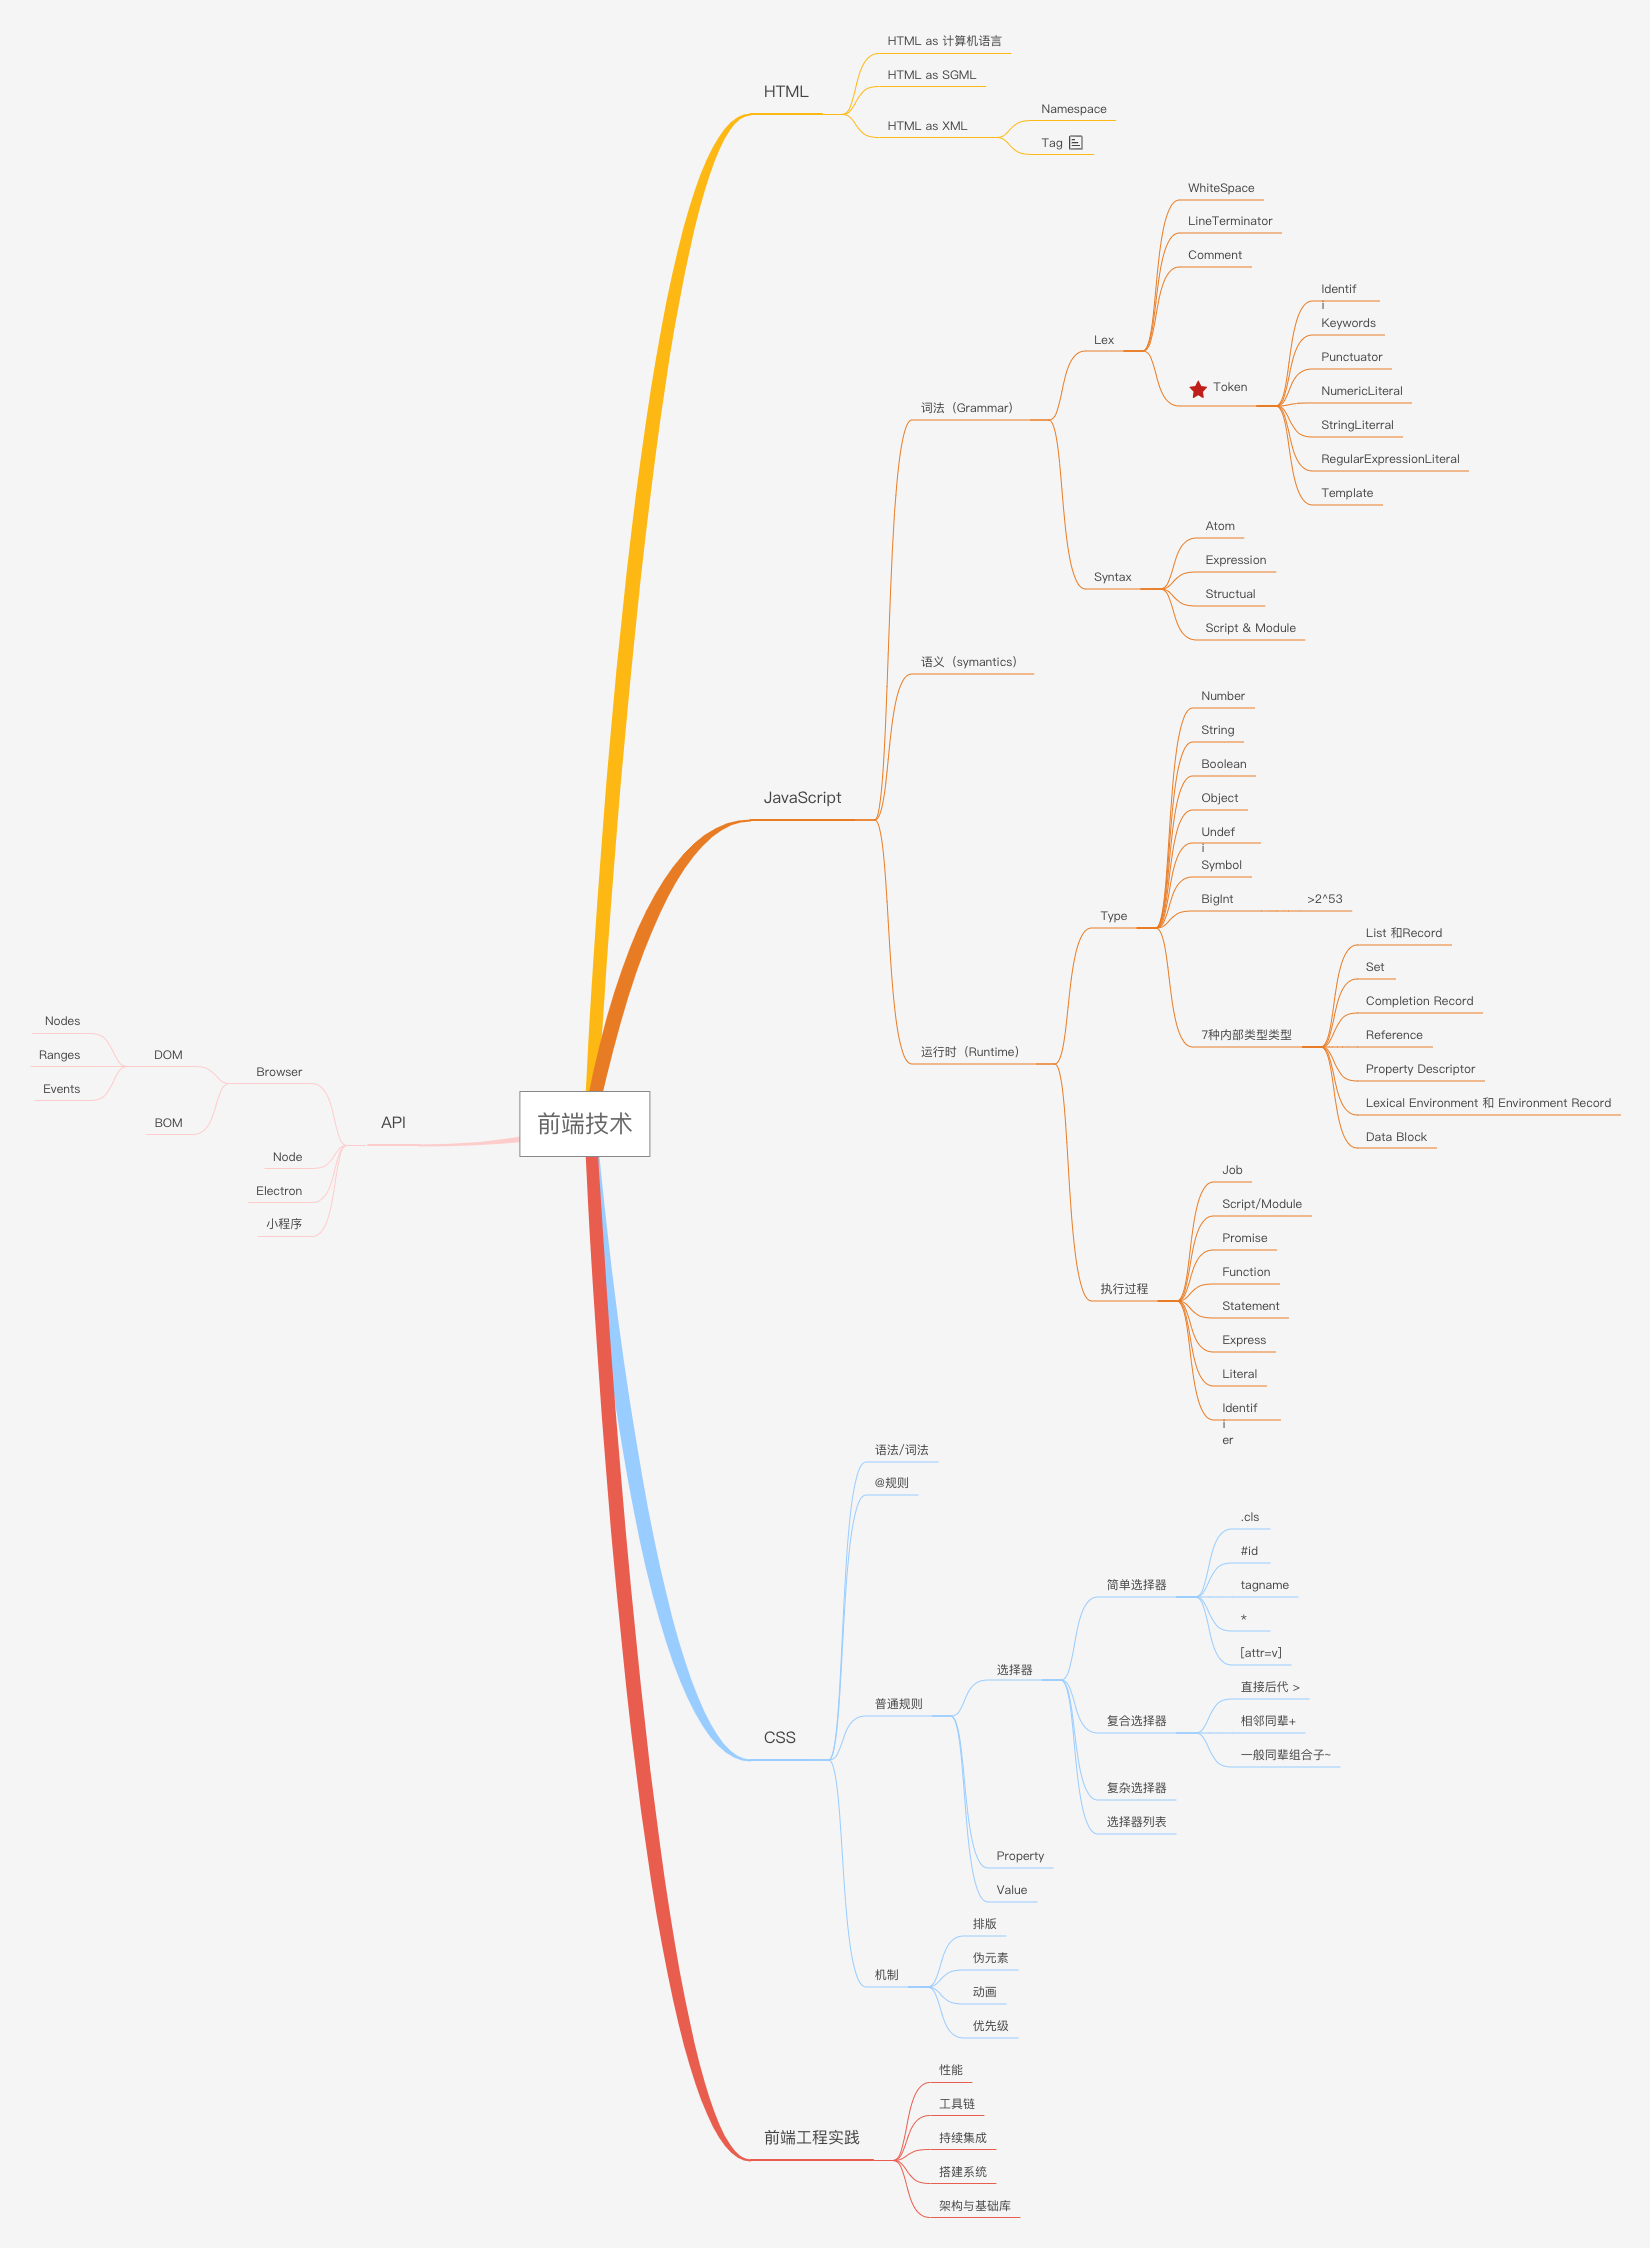 HTML as 计算机语言
HTML as SGML
HTML
Namespace
HTML as XML
Tag
WhiteSpace
LineTerminator
Comment
Identif
i
Keywords
Lex
Punctuator
Token
NumericLiteral
词法（Grammar）
StringLiterral
RegularExpressionLiteral
Template
Atom
Expression
Syntax
Structual
Script & Module
语义（symantics）
Number
String
Boolean
JavaScript
Object
Undef
i
Symbol
BigInt
>2^53
Type
List 和Record
Set
Completion Record
7种内部类型类型
Reference
运行时（Runtime）
Property Descriptor
Lexical Environment 和 Environment Record
Data Block
Nodes
Ranges
DOM
Browser
Events
BOM
API
前端技术
Node
Electron
小程序
Job
Script/Module
Promise
Function
执行过程
Statement
Express
Literal
Identif
i
er
语法/词法
@规则
.cls
#id
简单选择器
tagname
*
[attr=v]
选择器
直接后代 >
普通规则
复合选择器
相邻同辈+
CSS
一般同辈组合子~
复杂选择器
选择器列表
Property
Value
排版
伪元素
机制
动画
优先级
性能
工具链
前端工程实践
持续集成
搭建系统
架构与基础库